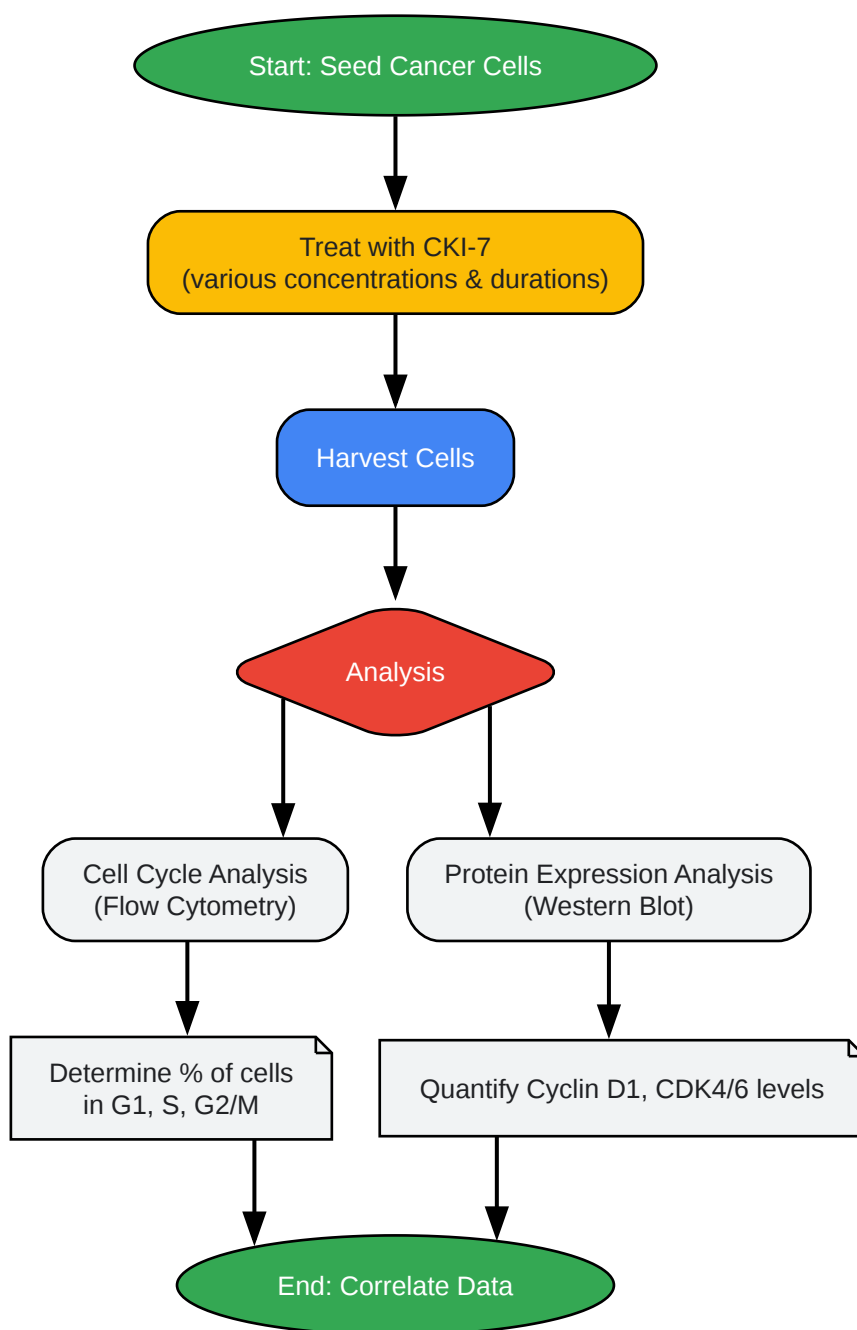 Start: Seed Cancer Cells
Treat with CKI-7
(various concentrations & durations)
Harvest Cells
Analysis
Cell Cycle Analysis
(Flow Cytometry)
Protein Expression Analysis
(Western Blot)
Determine % of cells
in G1, S, G2/M
Quantify Cyclin D1, CDK4/6 levels
End: Correlate Data